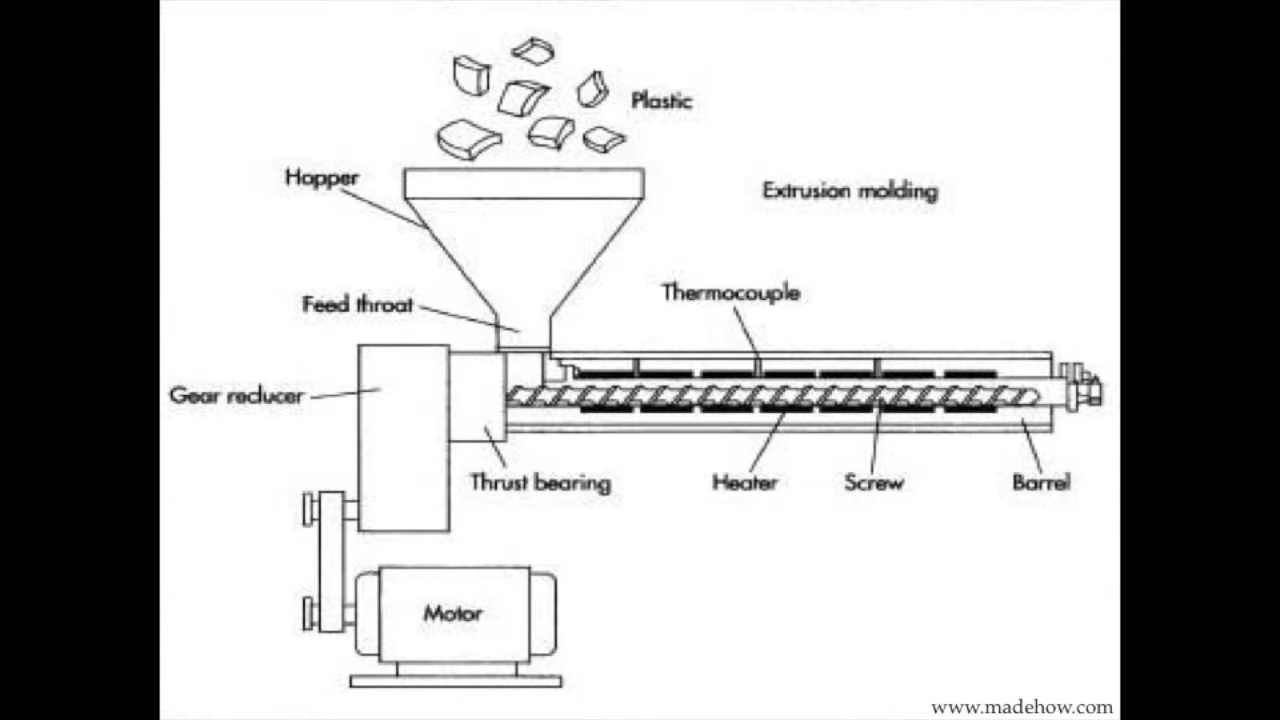 Plastic
Hopper
Extrusion molding
Thermocouple
Feed throat
Gear reducer
Thrust bearing
Heater
Screw
Barrel
Motor
www.madehow.com